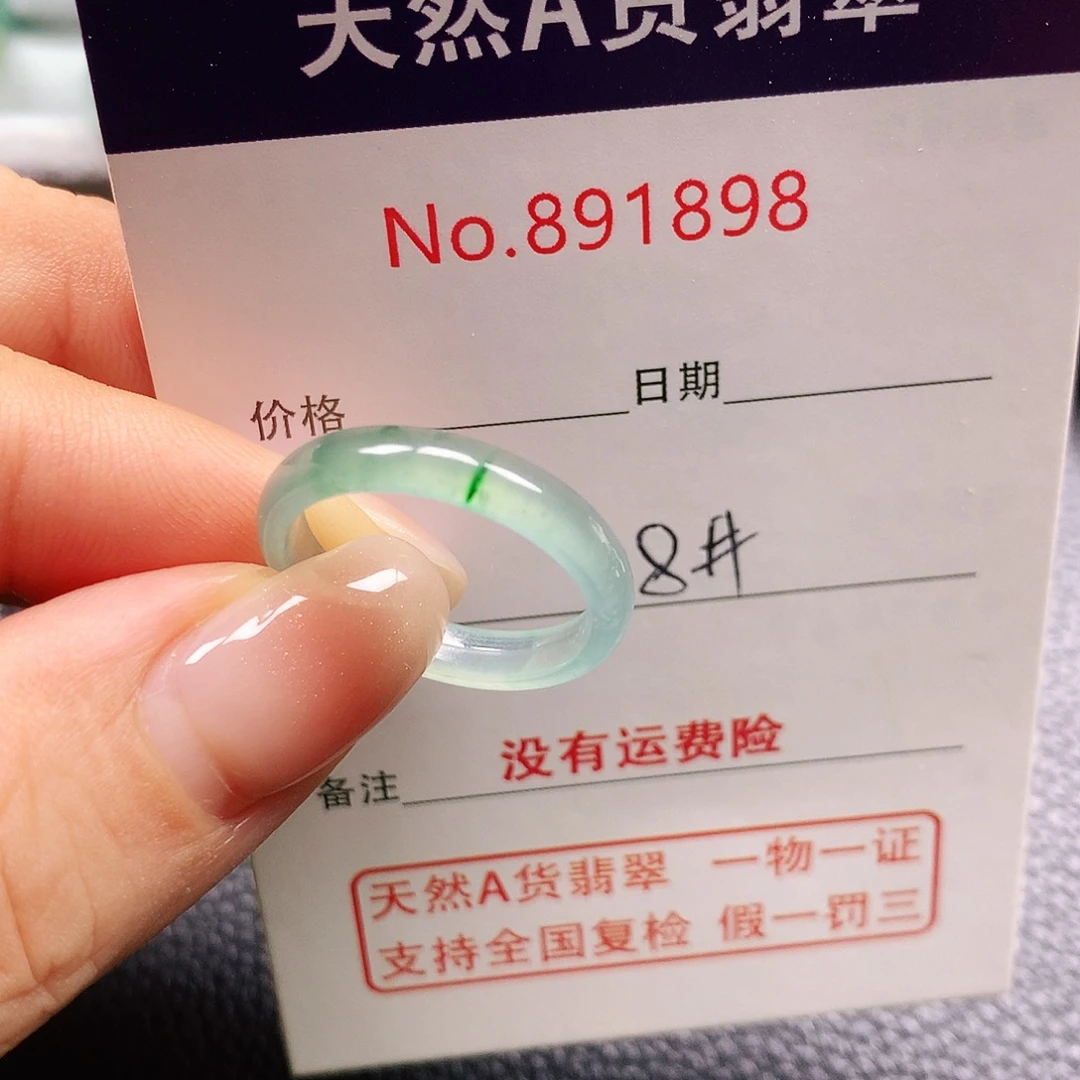 天然A货翡翠
No.891898
价格 日期
8#
没有运费险
备注
天然A货翡翠 一物一证
支持全国复检 假一罚三